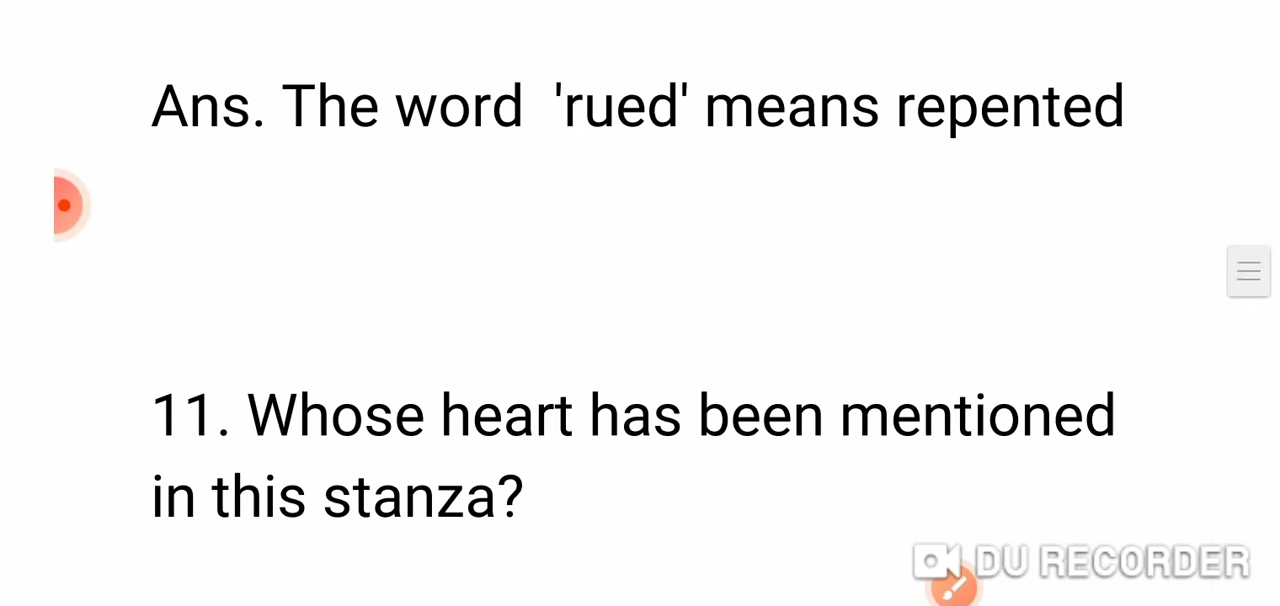 Ans. The word 'rued' means repented
11. Whose heart has been mentioned
in this stanza?
DU RECORDER